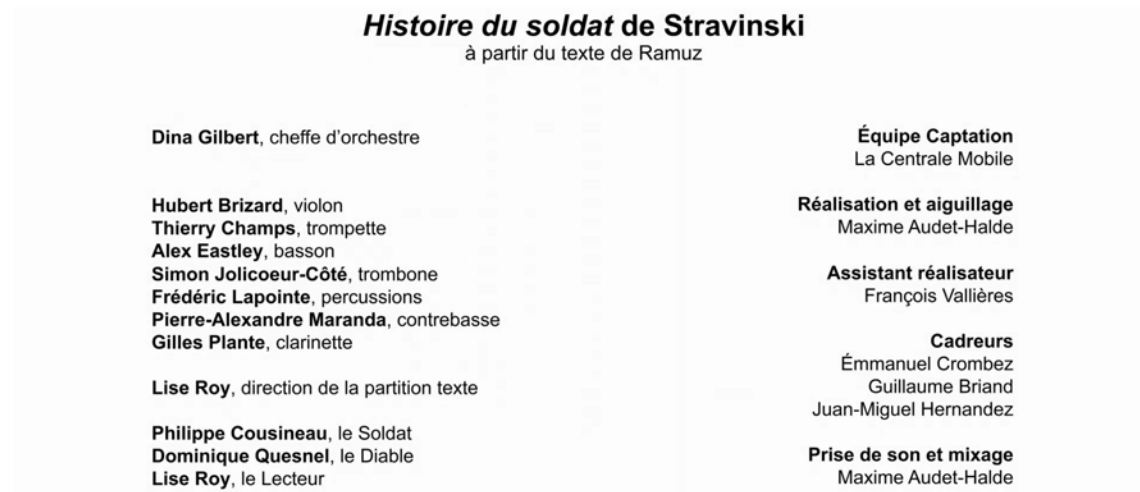 Histoire du soldat de Stravinski
à partir du texte de Ramuz
Dina Gilbert, cheffe d'orchestre
Hubert Brizard, violon
Thierry Champs, trompette
Alex Eastley, basson
Simon Jolicoeur-Côté, trombone
Frédéric Lapointe, percussions
Pierre-Alexandre Maranda, contrebasse
Gilles Plante, clarinette
Lise Roy, direction de la partition texte
Philippe Cousineau, le Soldat
Dominique Quesnel, le Diable
Lise Roy, le Lecteur
Équipe Captation
La Centrale Mobile
Réalisation et aiguillage
Maxime Audet-Halde
Assistant réalisateur
François Vallières
Cadreurs
Émmanuel Crombez
Guillaume Briand
Juan-Miguel Hernandez
Prise de son et mixage
Maxime Audet-Halde